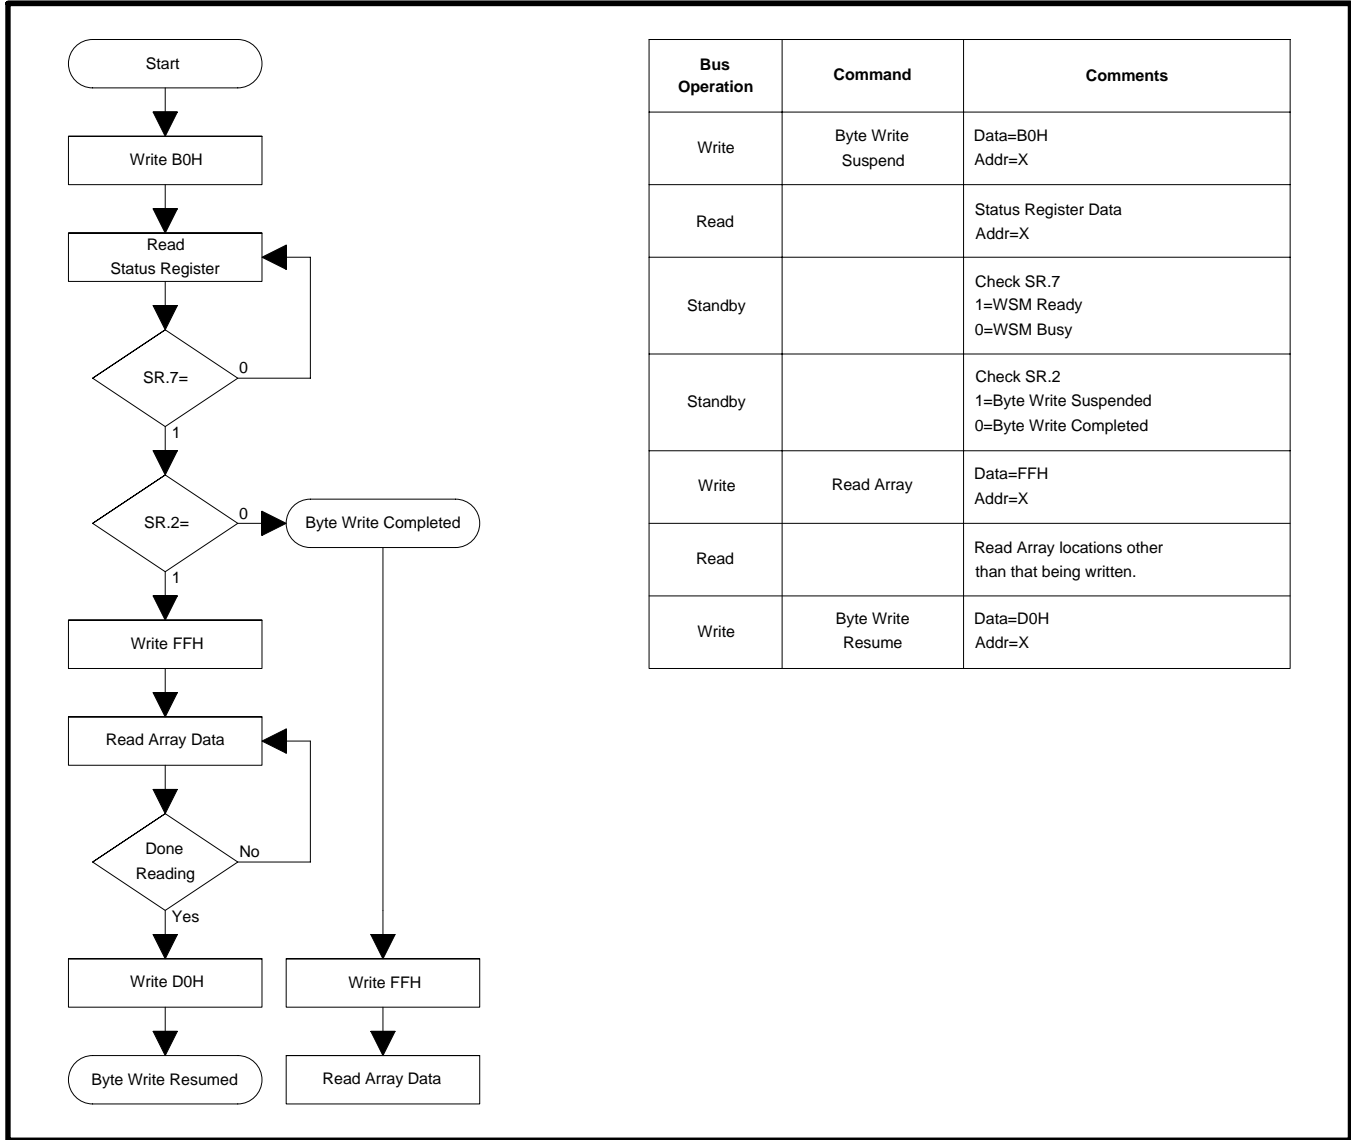 Start
Write B0H
Read
Status Register
SR.7=
0
1
SR.2=
0
Byte Write Completed
1
Write FFH
Read Array Data
Done
Reading
No
Yes
Write D0H
Write FFH
Byte Write Resumed
Read Array Data
Bus
Operation
Command
Comments
Write
Byte Write
Suspend
Data=B0H
Addr=X
Read
Status Register Data
Addr=X
Standby
Check SR.7
1=WSM Ready
0=WSM Busy
Standby
Check SR.2
1=Byte Write Suspended
0=Byte Write Completed
Write
Read Array
Data=FFH
Addr=X
Read
Read Array locations other
than that being written.
Write
Byte Write
Resume
Data=D0H
Addr=X